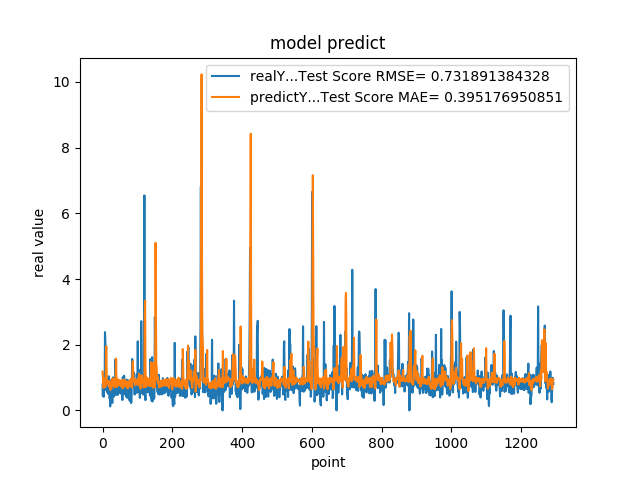 model predict
realY...Test Score RMSE= 0.731891384328
predictY...Test Score MAE= 0.395176950851
10
8
6
4
2
0
real value
0 200 400 600 800 1000 1200
point